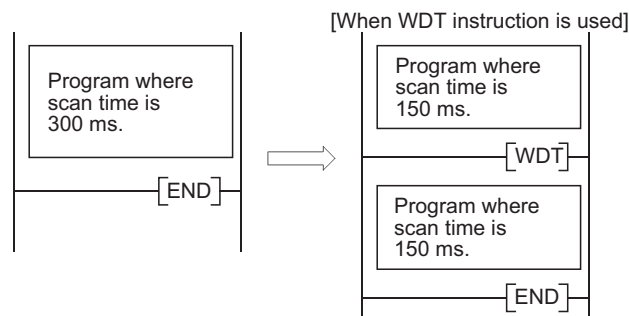 [When WDT instruction is used]
Program where
scan time is
300 ms.
[END]
Program where
scan time is
150 ms.
[WDT]
Program where
scan time is
150 ms.
[END]